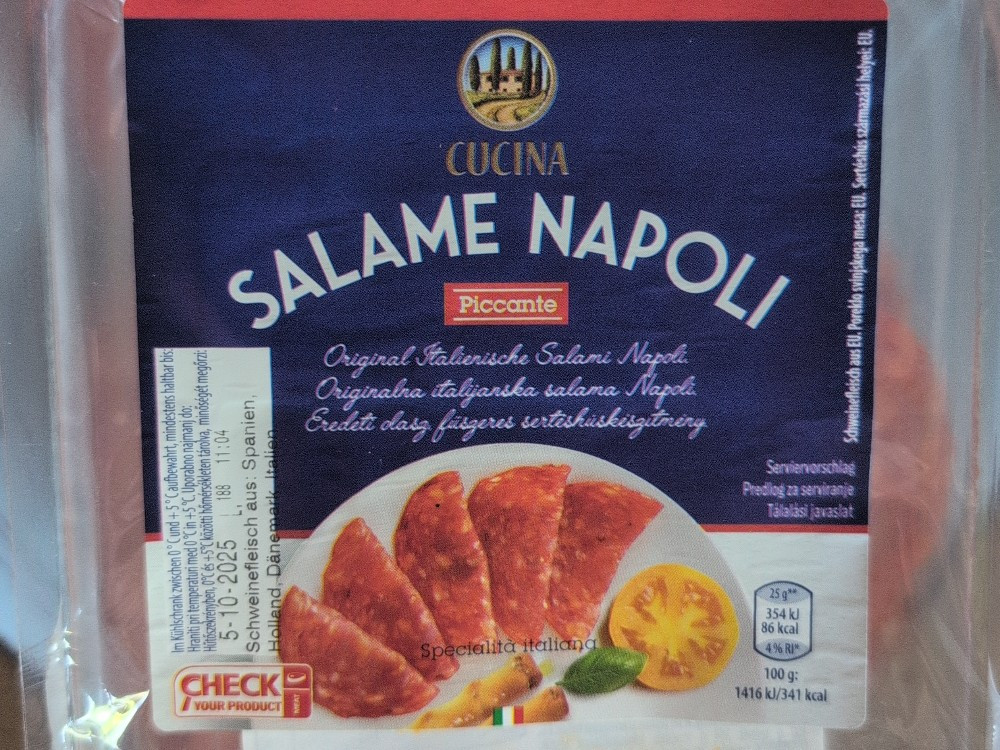 CUCINA
SALAME NAPOLI
Piccante
Original Italienische Salami Napoli.
Originalna italijanska salama Napoli.
Eredeti olasz fűszeres sertéshúskészítmény.
Schweinefleisch aus EU. Poreklo svinjskega mesa: EU. Sertéshús származási helyei: EU.
Serviervorschlag
Predlog za serviranje
Tálalási javaslat
Im Kühlschrank zwischen 0°C und +5°C aufbewahrt, mindestens haltbar bis:
Hraniti pri temperaturi med 0°C in +5°C. Uporabno najmanj do:
Hűtőszekrényben, 0°C és +5°C közötti hőmérsékleten tárolva, minőségét megőrzi:
5-10-2025 L, 188 11:04
Schweinefleisch aus: Spanien,
Holland, Dänemark, Italien
Specialità italiana
CHECK
YOUR PRODUCT
MEAT
25 g**
354 kJ
86 kcal
4% RI*
100 g:
1416 kJ/341 kcal